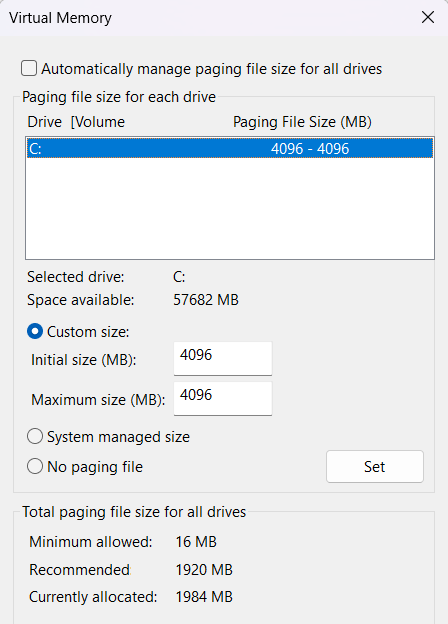 Virtual Memory
Automatically manage paging file size for all drives
Paging file size for each drive
Drive [Volume Paging File Size (MB)
C: 4096 - 4096
Selected drive: C:
Space available: 57682 MB
Custom size:
Initial size (MB): 4096
Maximum size (MB): 4096
System managed size
No paging file Set
Total paging file size for all drives
Minimum allowed: 16 MB
Recommended 1920 MB
Currently allocated: 1984 MB